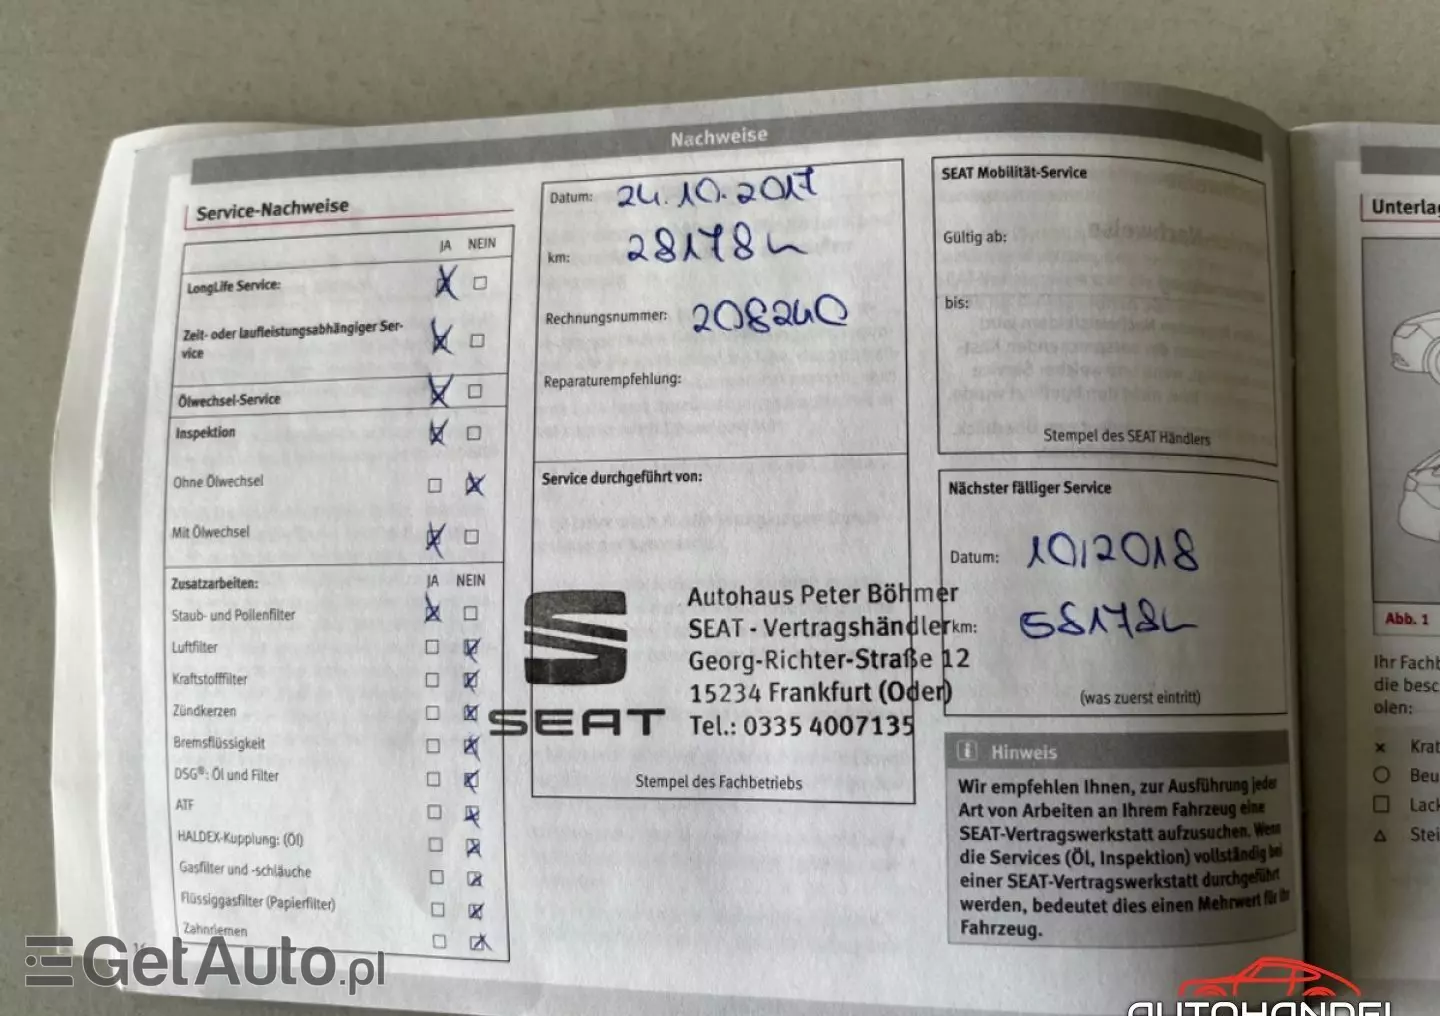 Nachweise
Service-Nachweise
JA NEIN
LongLife Service:
Zeit- oder laufleistungsabhängiger Ser-
vice
Ölwechsel-Service
Inspektion
Ohne Ölwechsel
Mit Ölwechsel
Zusatzarbeiten: JA NEIN
Staub- und Pollenfilter
Luftfilter
Kraftstofffilter
Zündkerzen
Bremsflüssigkeit
DSG®: Öl und Filter
ATF
HALDEX-Kupplung: (Öl)
Gasfilter und -schläuche
Flüssiggasfilter (Papierfilter)
Zahnriemen
Datum: 24.10.2017
km: 281784
Rechnungsnummer: 208240
Reparaturempfehlung:
Service durchgeführt von:
SEAT
Autohaus Peter Böhmer
SEAT - Vertragshändler
Georg-Richter-Straße 12
15234 Frankfurt (Oder)
Tel.: 0335 4007135
Stempel des Fachbetriebs
SEAT Mobilität-Service
Gültig ab:
bis:
Stempel des SEAT Händlers
Nächster fälliger Service
Datum: 10/2018
km:
(was zuerst eintritt)
i Hinweis
Wir empfehlen Ihnen, zur Ausführung jeder
Art von Arbeiten an Ihrem Fahrzeug eine
SEAT-Vertragswerkstatt aufzusuchen. Wenn
die Services (Öl, Inspektion) vollständig bei
einer SEAT-Vertragswerkstatt durchgeführt
werden, bedeutet dies einen Mehrwert für Ihr
Fahrzeug.
Unterlag
Abb. 1
Ihr Fachb
die besc
olen:
Krat
Beu
Lack
Stei
GetAuto.pl
AUTOHANDEL